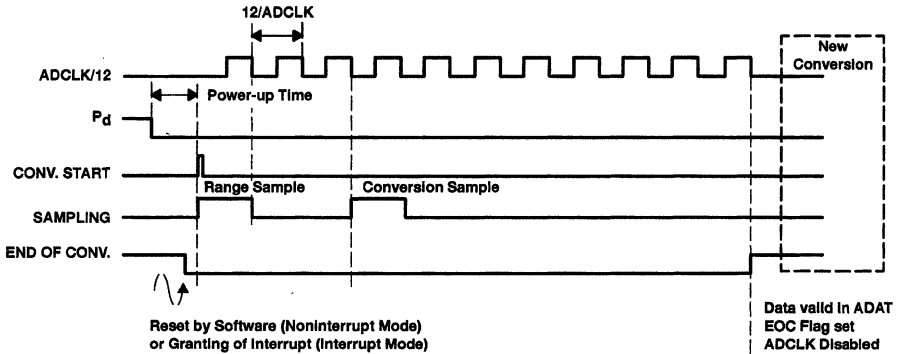 12/ADCLK
New
Conversion
ADCLK/12
Power-up Time
Pd
CONV. START
Range Sample
Conversion Sample
SAMPLING
END OF CONV.
Reset by Software (Noninterrupt Mode)
or Granting of Interrupt (Interrupt Mode)
Data valid in ADAT
EOC Flag set
ADCLK Disabled